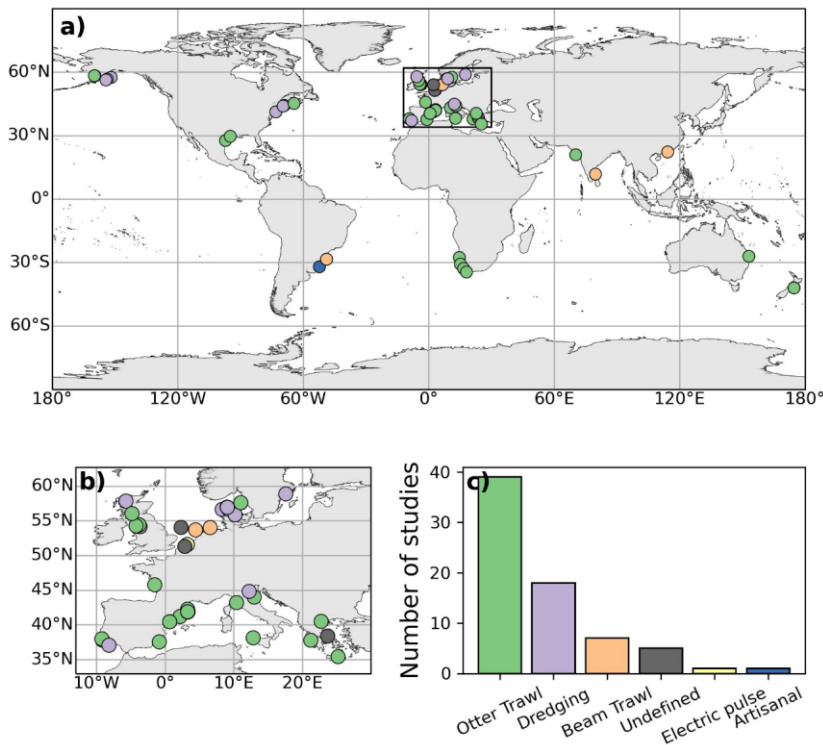 a)
60°N
30°N
0°
30°S
60°S
180° 120°W 60°W 0° 60°E 120°E 180°
b)
60°N
55°N
50°N
45°N
40°N
35°N
10°W 0° 10°E 20°E
c)
Number of studies
40
30
20
10
0
Otter Trawl
Dredging
Beam Trawl
Undefined
Electric pulse
Artisanal